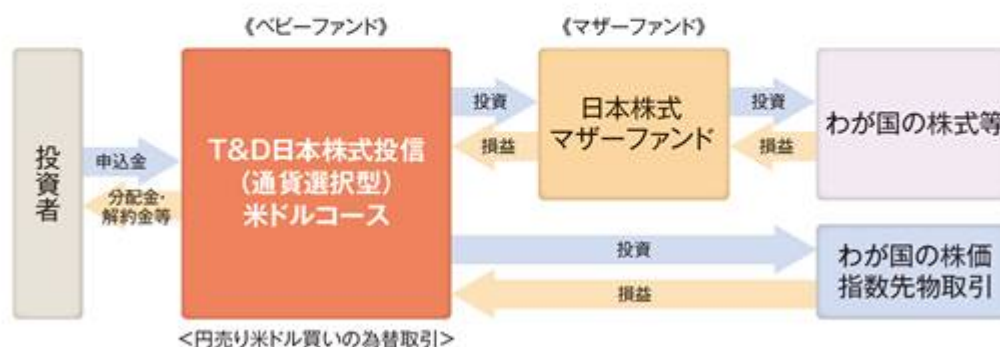 《ベビーファンド》
《マザーファンド》
投資者
申込金
分配金・
解約金等
T&D日本株式投信
(通貨選択型)
米ドルコース
投資
損益
日本株式
マザーファンド
投資
損益
わが国の株式等
投資
損益
わが国の株価
指数先物取引
<円売り米ドル買いの為替取引>